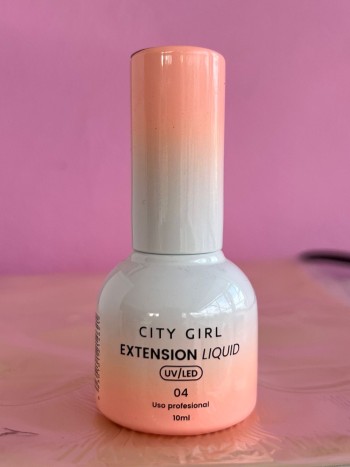 CITY GIRL
EXTENSION LIQUID
UV/LED
04
Uso profesional
10ml